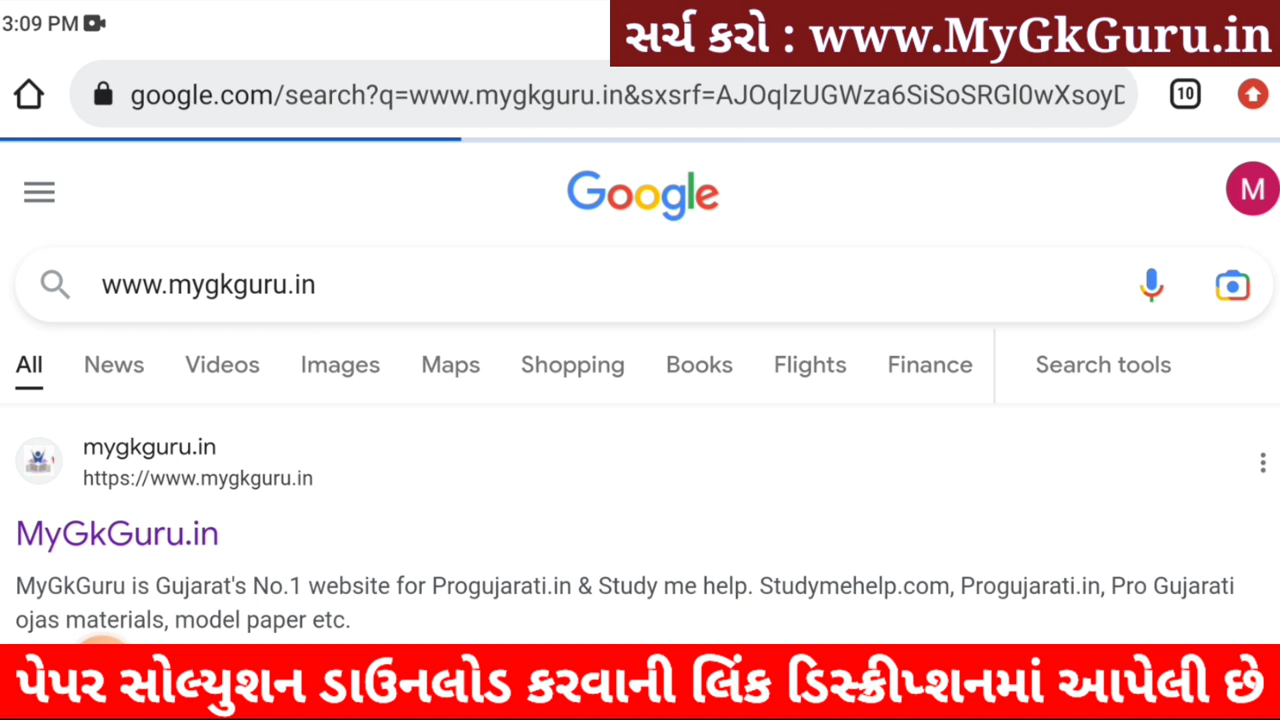 3:09 PM
સર્ચ કરો : www.MyGkGuru.in
google.com/search?q=www.mygkguru.in&sxsrf=AJOqlzUGWza6SiSoSRGl0wXsoyD
10
Google
M
www.mygkguru.in
All News Videos Images Maps Shopping Books Flights Finance Search tools
mygkguru.in
https://www.mygkguru.in
MyGkGuru.in
MyGkGuru is Gujarat's No.1 website for Progujarati.in & Study me help. Studymehelp.com, Progujarati.in, Pro Gujarati
ojas materials, model paper etc.
પેપર સોલ્યુશન ડાઉનલોડ કરવાની લિંક ડિસ્ક્રીપ્શનમાં આપેલી છે